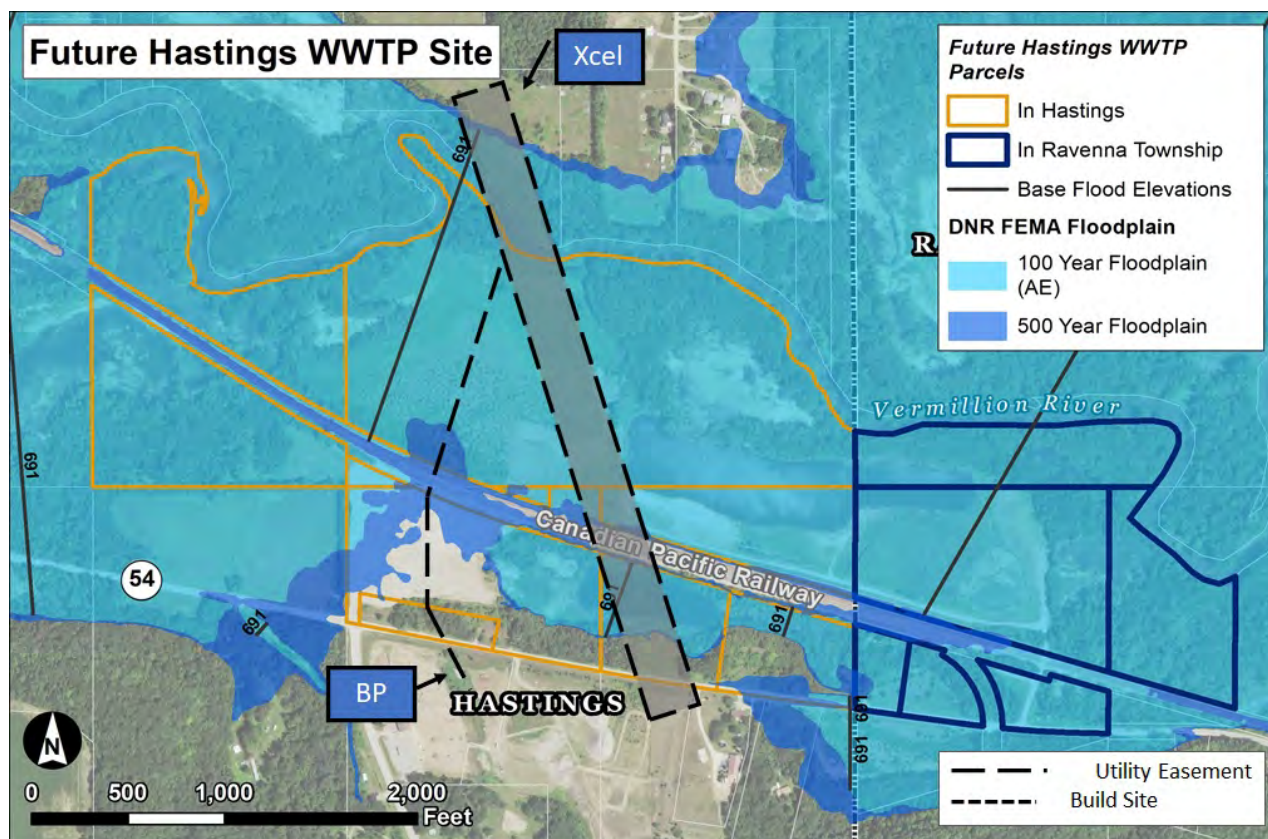 Future Hastings WWTP Site
Xcel
Future Hastings WWTP
Parcels
In Hastings
In Ravenna Township
Base Flood Elevations
DNR FEMA Floodplain
100 Year Floodplain
(AE)
500 Year Floodplain
691
Vermillion River
691
Canadian Pacific Railway
54
691
691
691
BP
HASTINGS
691
691
N
0 500 1,000 2,000
Feet
Utility Easement
Build Site